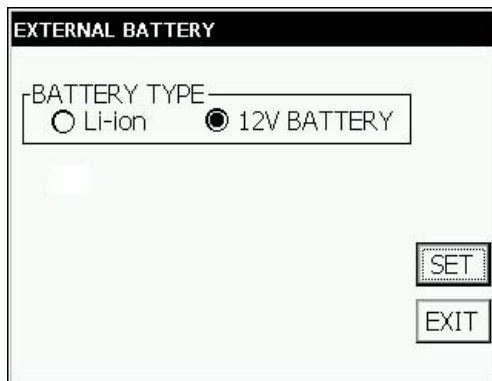 EXTERNAL BATTERY
BATTERY TYPE
Li-ion 12V BATTERY
SET
EXIT